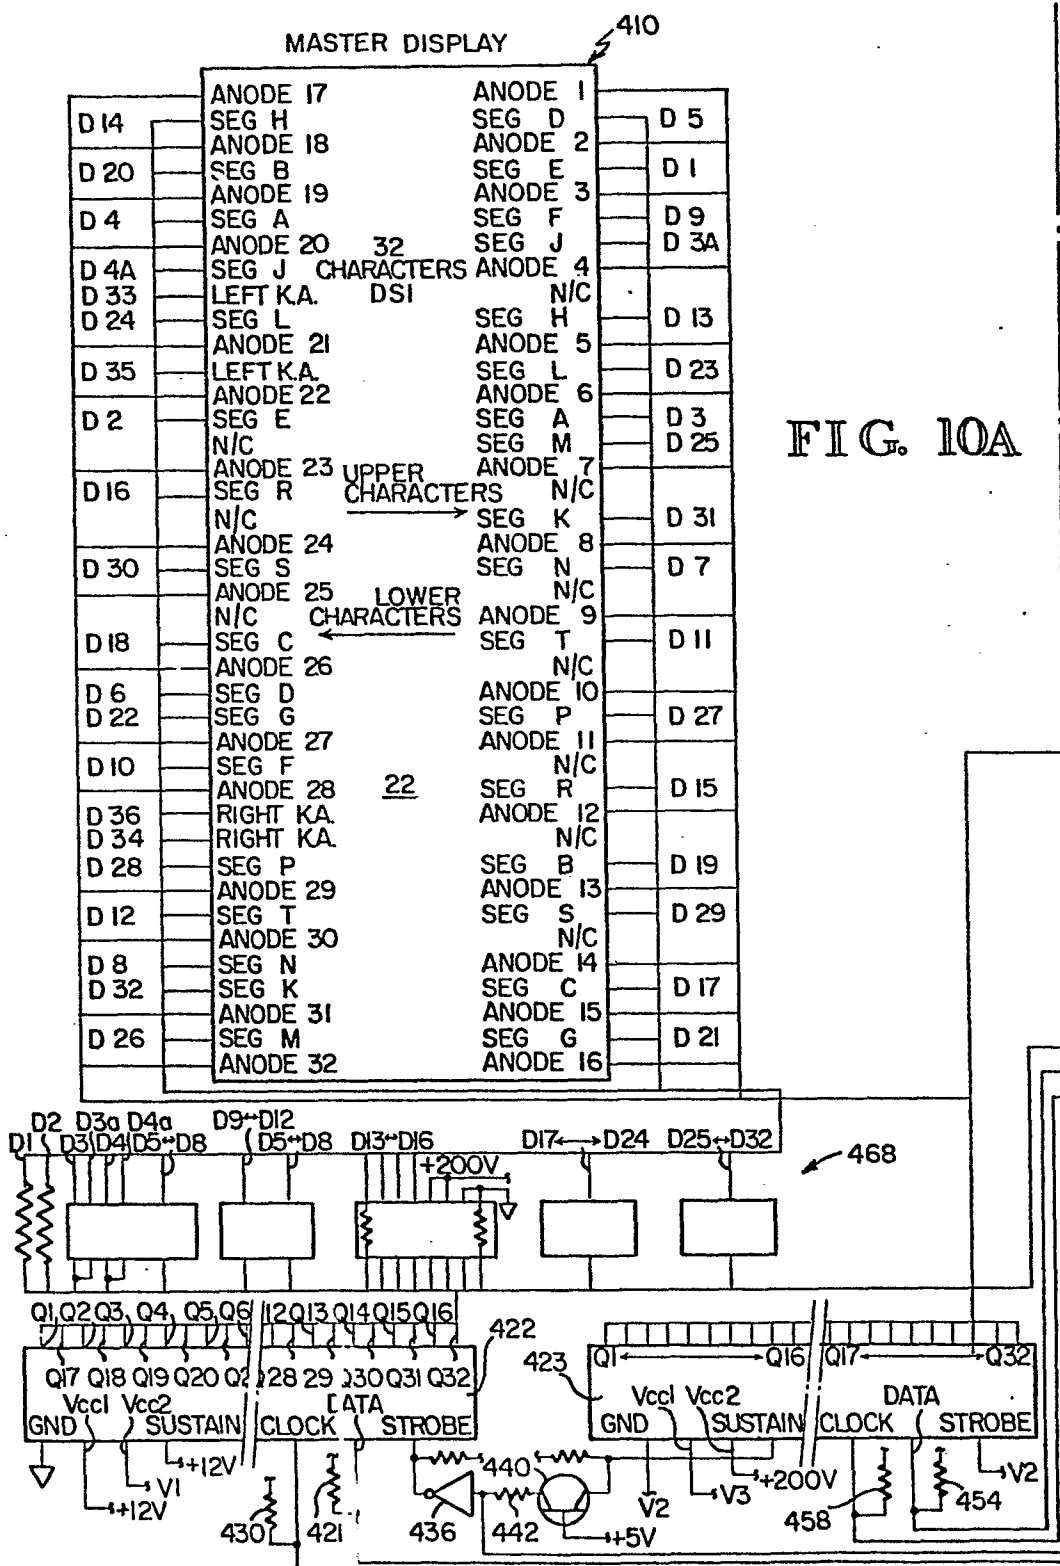 MASTER DISPLAY
410
ANODE 17 ANODE 1
D 14 SEG H SEG D D 5
ANODE 18 ANODE 2
D 20 SEG B SEG E D 1
ANODE 19 ANODE 3
D 4 SEG A SEG F D 9
SEG J D 3A
ANODE 20 32
D 4A SEG J CHARACTERS ANODE 4
D 33 LEFT K.A. DS1 N/C
D 24 SEG L SEG H D 13
ANODE 21 ANODE 5
D 35 LEFT K.A. SEG L D 23
ANODE 22 ANODE 6
D 2 SEG E SEG A D 3
N/C SEG M D 25
FIG. 10A
ANODE 23 UPPER ANODE 7
D 16 SEG R CHARACTERS N/C
N/C SEG K D 31
ANODE 24 ANODE 8
D 30 SEG S SEG N D 7
ANODE 25 LOWER N/C
N/C CHARACTERS ANODE 9
D 18 SEG C SEG T D 11
ANODE 26 N/C
D 6 SEG D ANODE 10
D 22 SEG G SEG P D 27
ANODE 27 ANODE 11
D 10 SEG F N/C
ANODE 28 22 SEG R D 15
D 36 RIGHT K.A. ANODE 12
D 34 RIGHT K.A. N/C
D 28 SEG P SEG B D 19
ANODE 29 ANODE 13
D 12 SEG T SEG S D 29
ANODE 30 N/C
D 8 SEG N ANODE 14
D 32 SEG K SEG C D 17
ANODE 31 ANODE 15
D 26 SEG M SEG G D 21
ANODE 32 ANODE 16
D2 D3a D4a D9↔D12
D1 D3 D4 D5↔D8 D5↔D8 D13↔D16 D17↔D24 D25↔D32
+200V
468
Q1, Q2, Q3, Q4, Q5, Q6 12 Q13, Q14, Q15, Q16
422
Q17 Q18 Q19 Q20 Q2 28 29 Q30 Q31 Q32
423
Q1 Q16 Q17 Q32
Vcc1 Vcc2 DATA
GND SUSTAIN CLOCK STROBE
Vcc1 Vcc2 DATA
GND SUSTAIN CLOCK STROBE
+12V
V1
+12V
430
421
436
442
440
+5V
V2
V3
+200V
458
454
V2